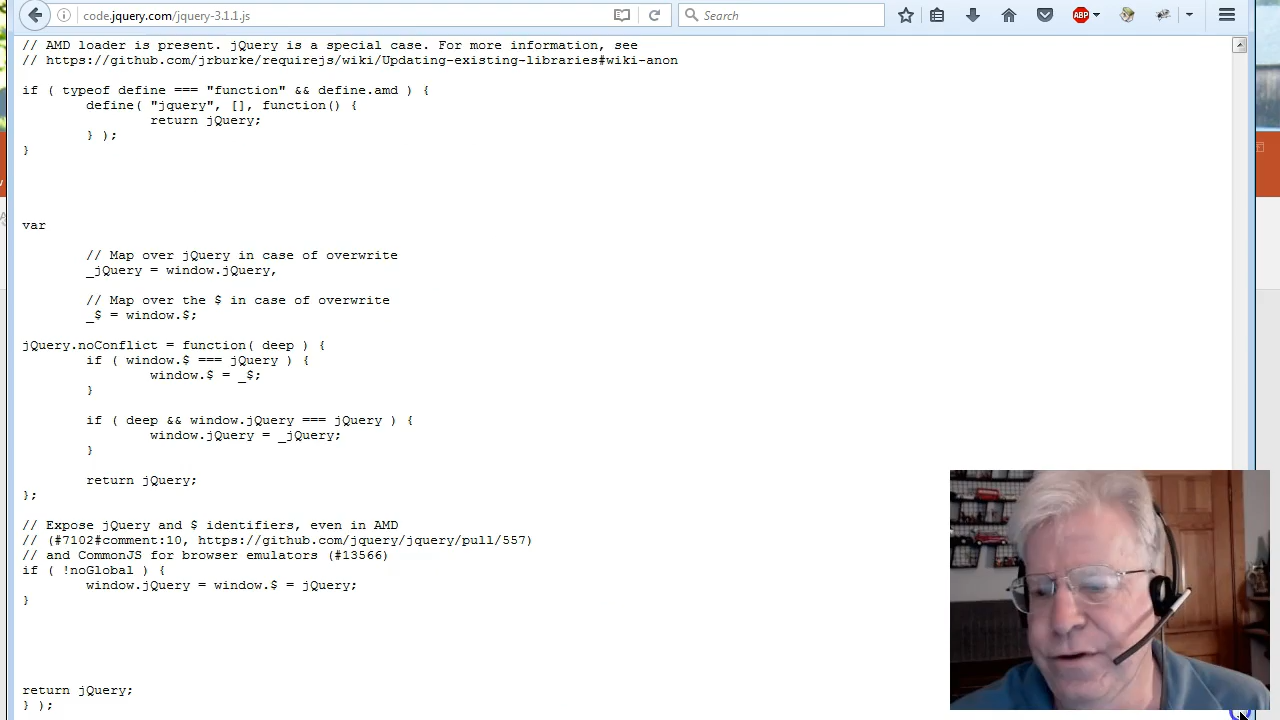 code.jquery.com/jquery-3.1.1.js
Search
ABP
// AMD loader is present. jQuery is a special case. For more information, see
// https://github.com/jrburke/requirejs/wiki/Updating-existing-libraries#wiki-anon
if ( typeof define === "function" && define.amd ) {
define( "jquery", [], function() {
return jQuery;
} );
}
var
// Map over jQuery in case of overwrite
_jQuery = window.jQuery,
// Map over the $ in case of overwrite
_$ = window.$;
jQuery.noConflict = function( deep ) {
if ( window.$ === jQuery ) {
window.$ = _$;
}
if ( deep && window.jQuery === jQuery ) {
window.jQuery = _jQuery;
}
return jQuery;
};
// Expose jQuery and $ identifiers, even in AMD
// (#7102#comment:10, https://github.com/jquery/jquery/pull/557)
// and CommonJS for browser emulators (#13566)
if ( !noGlobal ) {
window.jQuery = window.$ = jQuery;
}
return jQuery;
} );